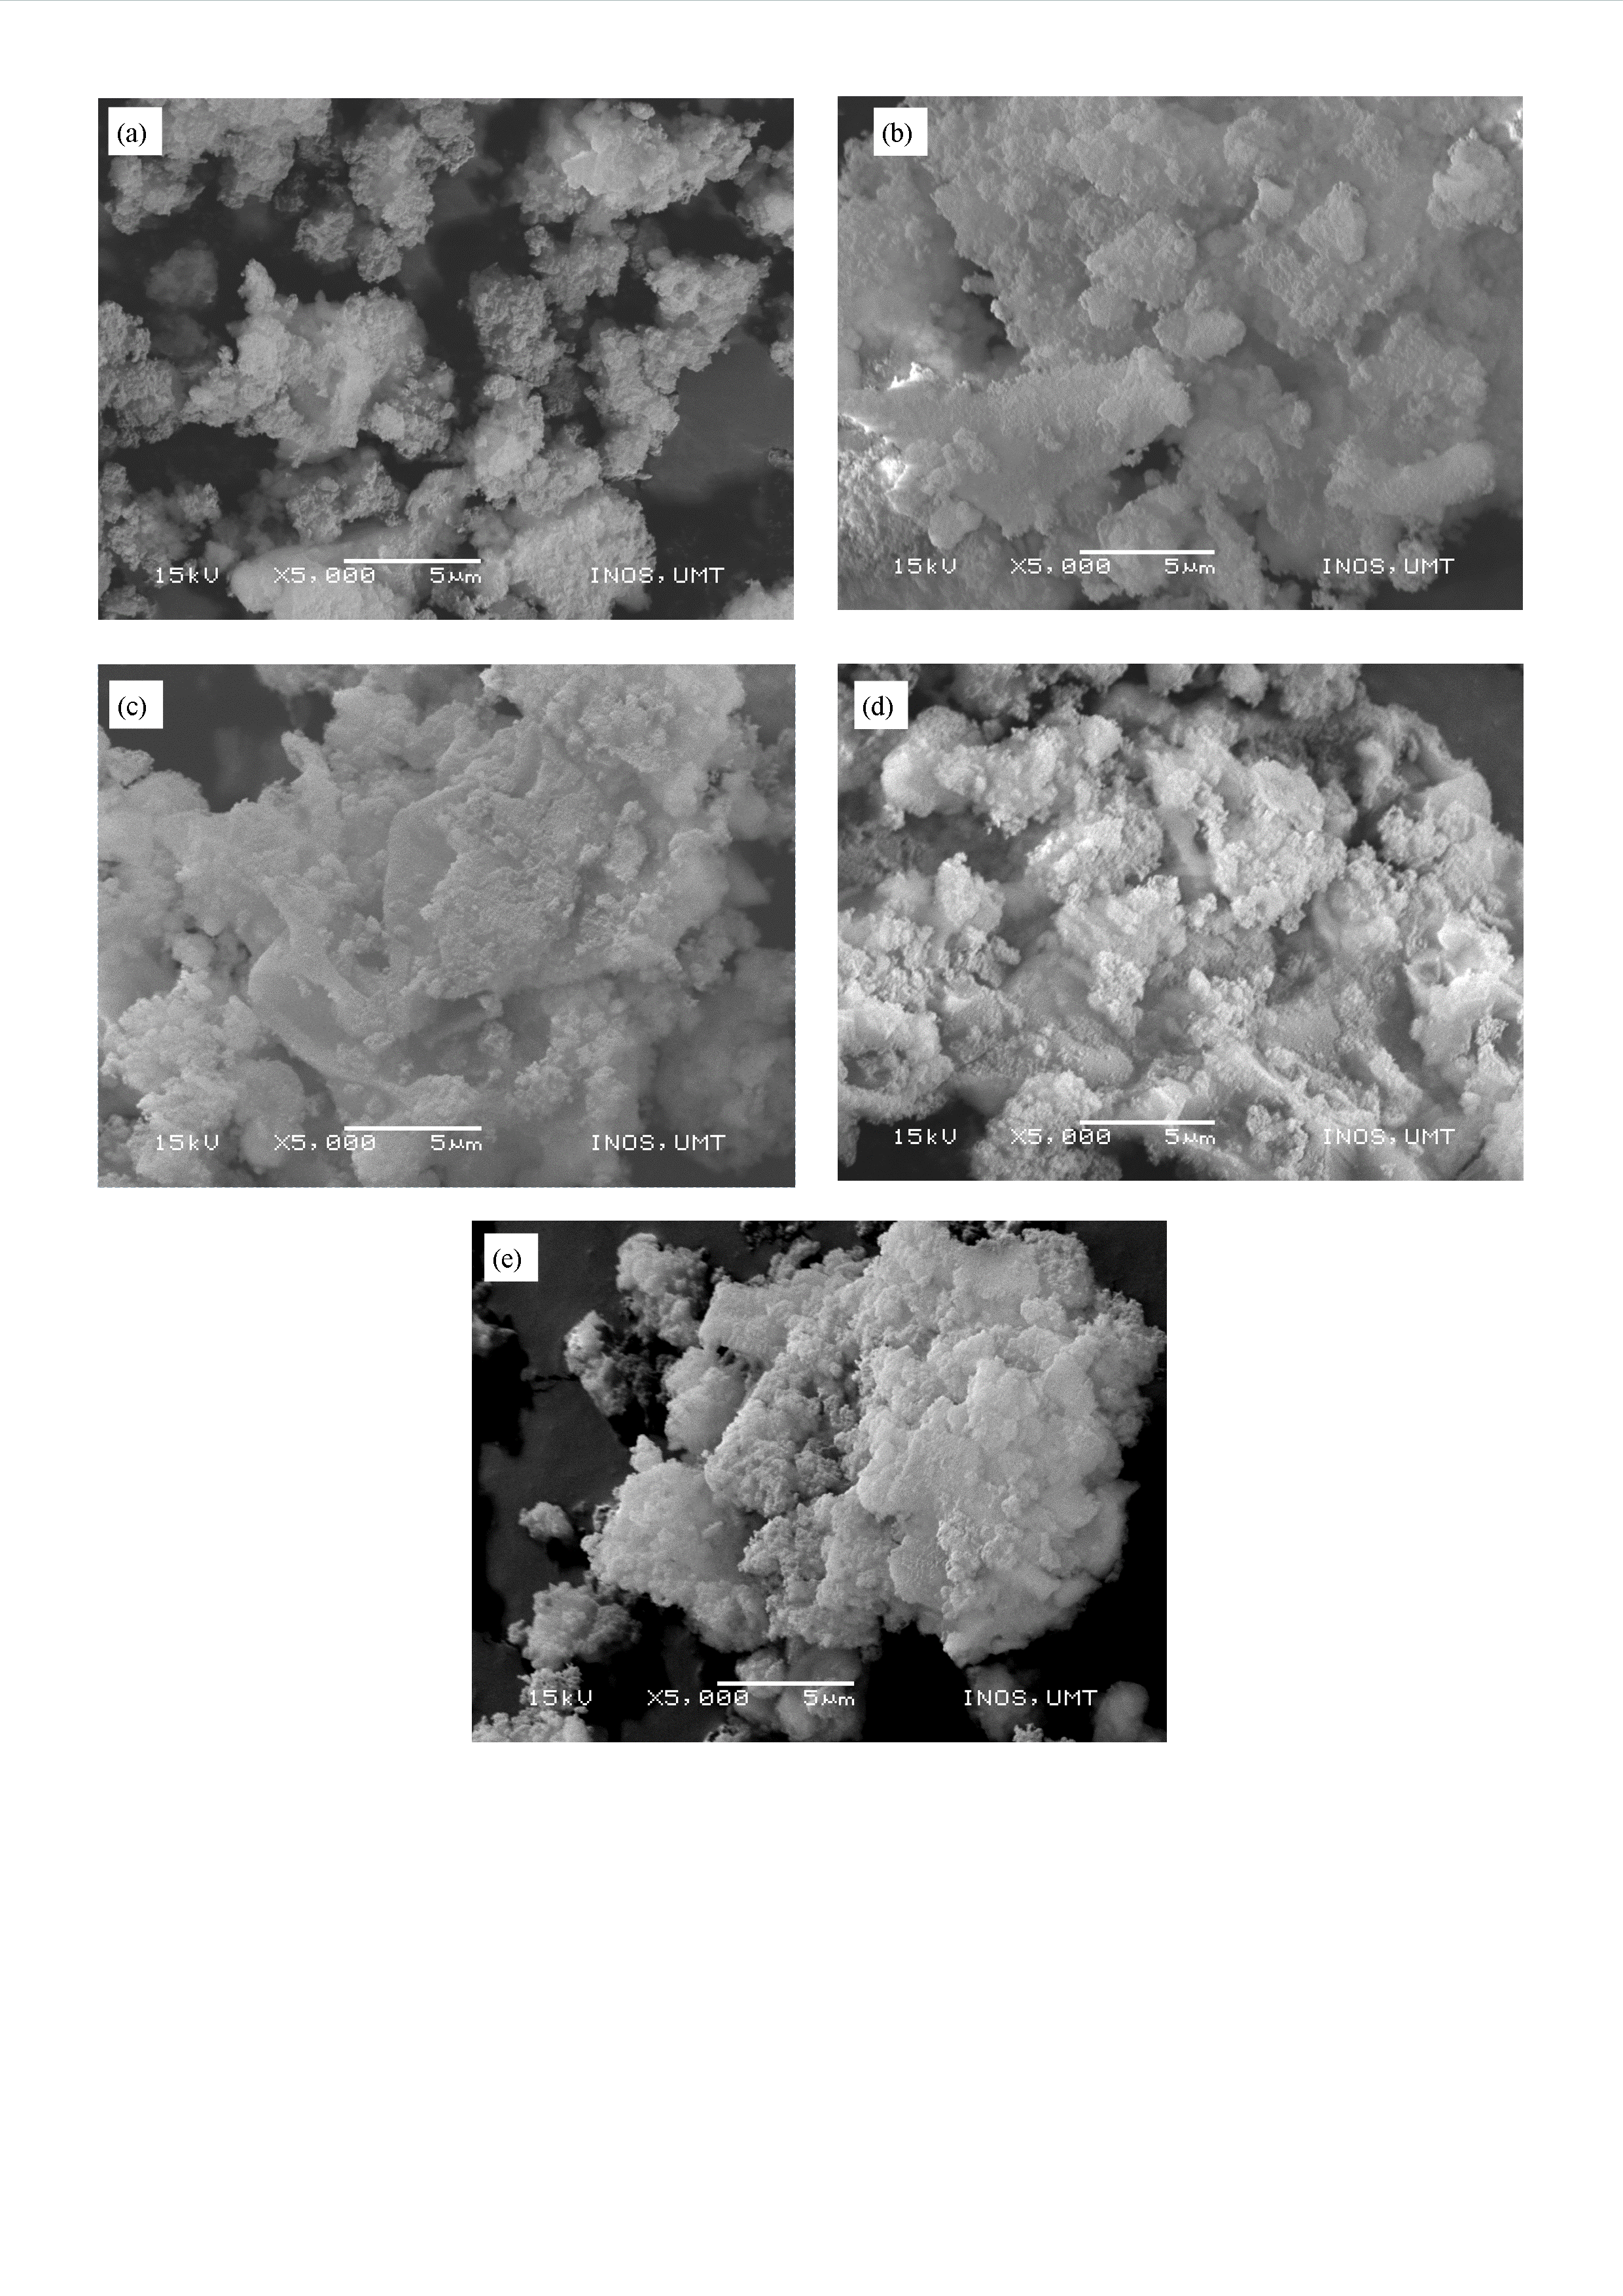 (a)
15kV X5,000 5μm INOS,UMT
(b)
15kV X5,000 5μm INOS,UMT
(c)
15kV X5,000 5μm INOS,UMT
(d)
15kV X5,000 5μm INOS,UMT
(e)
15kV X5,000 5μm INOS,UMT